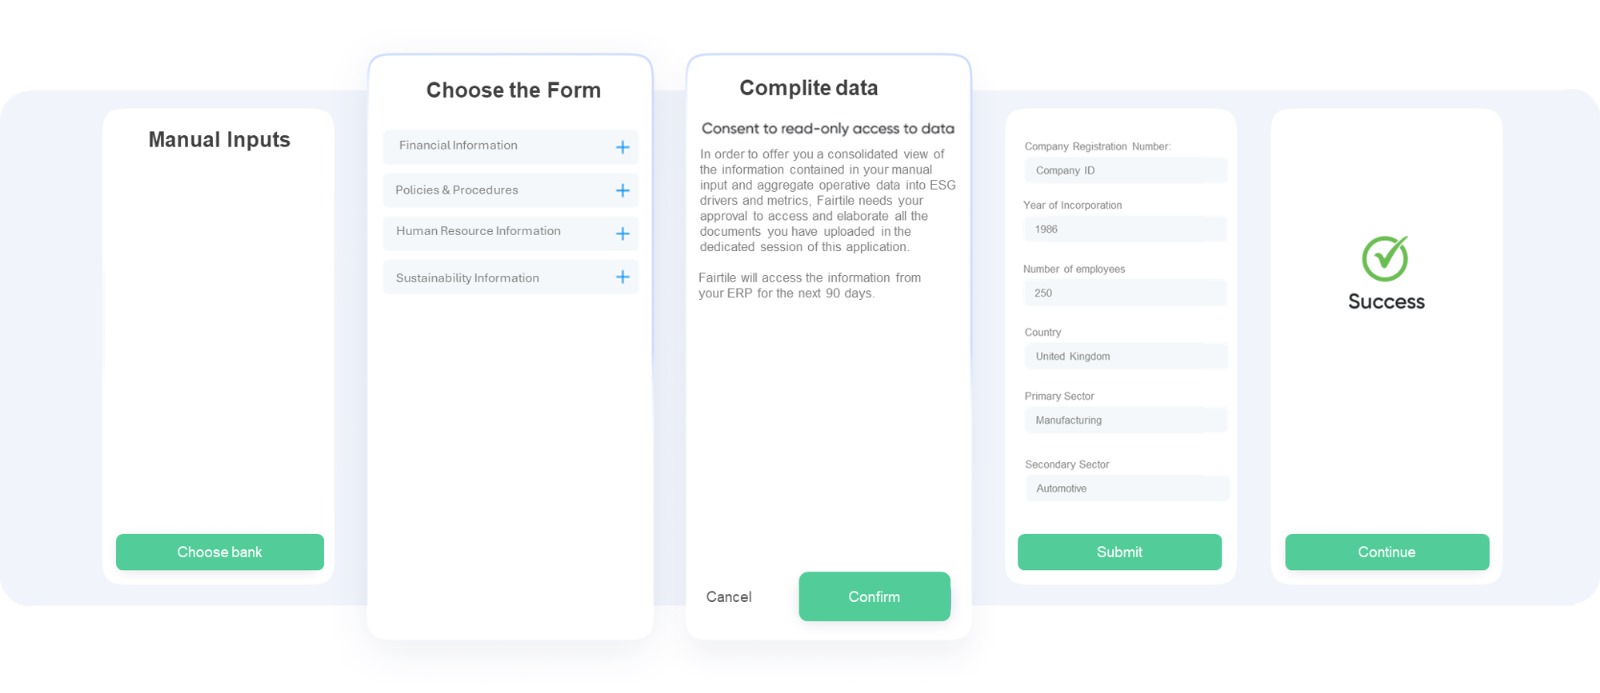 Manual Inputs
Choose bank
Choose the Form
Financial Information
Policies & Procedures
Human Resource Information
Sustainability Information
Complite data
Consent to read-only access to data
In order to offer you a consolidated view of
the information contained in your manual
input and aggregate operative data into ESG
drivers and metrics, Fairtile needs your
approval to access and elaborate all the
documents you have uploaded in the
dedicated session of this application.
Fairtile will access the information from
your ERP for the next 90 days.
Cancel
Confirm
Company Registration Number:
Company ID
Year of Incorporation
1986
Number of employees
250
Country
United Kingdom
Primary Sector
Manufacturing
Secondary Sector
Automotive
Submit
Success
Continue